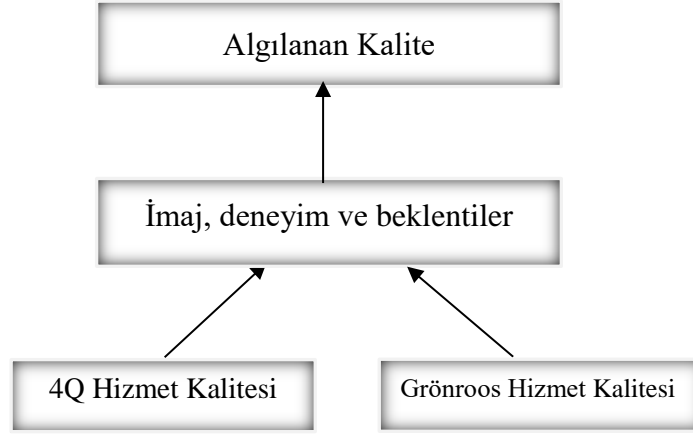 Algılanan Kalite
İmaj, deneyim ve beklentiler
4Q Hizmet Kalitesi
Grönroos Hizmet Kalitesi